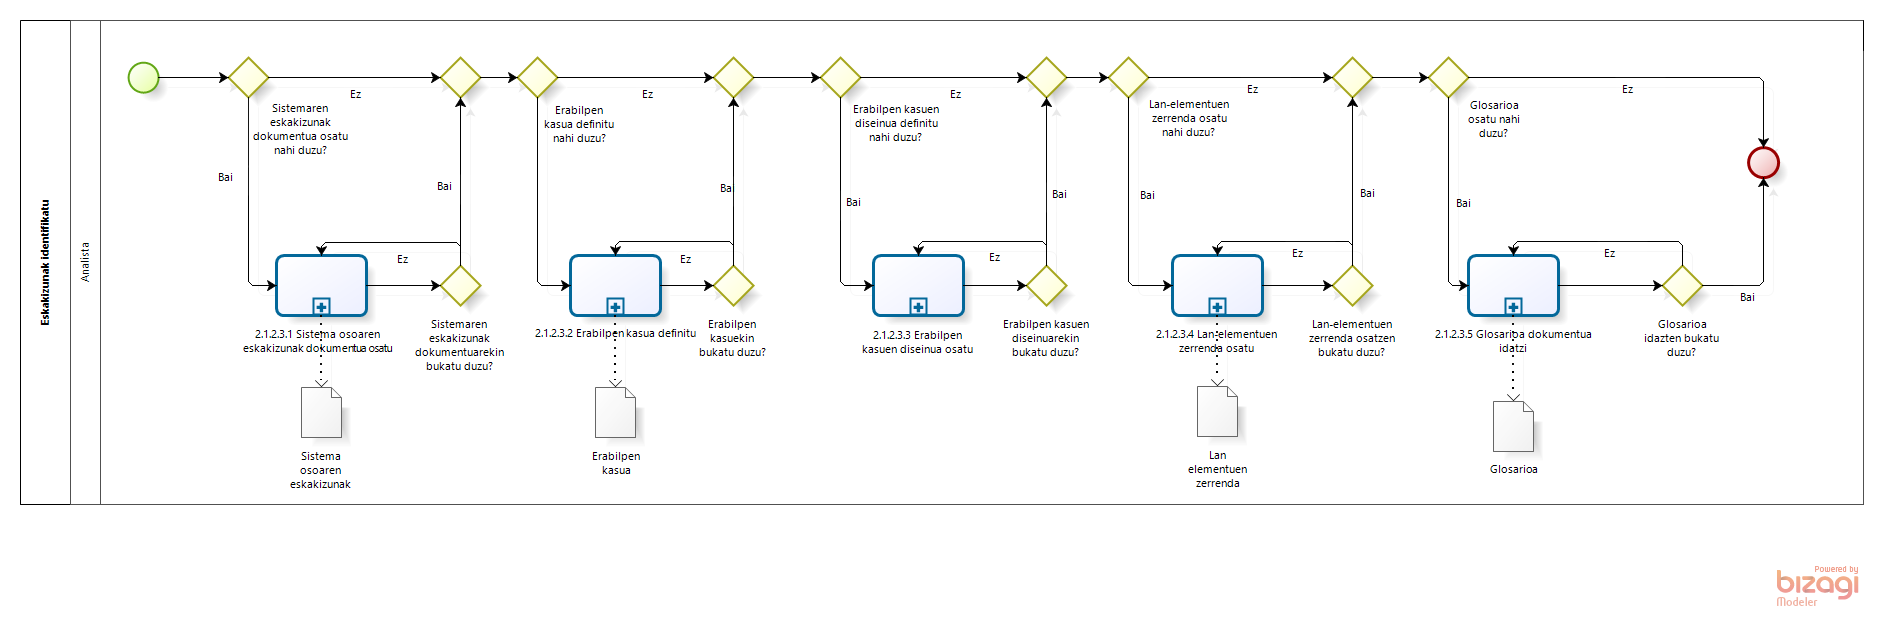 Eskakizunak identifikatu
Analista
Ez
Ez
Ez
Ez
Ez
Sistemaren
eskakizunak
dokumentua osatu
nahi duzu?
Erabilpen
kasua definitu
nahi duzu?
Erabilpen kasuen
diseinua definitu
nahi duzu?
Lan-elementuen
zerrenda osatu
nahi duzu?
Glosarioa
osatu nahi
duzu?
Bai
Bai
Bai
Bai
Bai
Bai
Bai
Bai
Bai
Ez
Ez
Ez
Ez
Ez
Bai
2.1.2.3.1 Sistema osoaren
eskakizunak dokumentua osatu
Sistemaren
eskakizunak
dokumentuarekin
bukatu duzu?
2.1.2.3.2 Erabilpen kasua definitu
Erabilpen
kasuekin
bukatu duzu?
2.1.2.3.3 Erabilpen
kasuen diseinua osatu
Erabilpen kasuen
diseinuarekin
bukatu duzu?
2.1.2.3.4 Lan-elementuen
zerrenda osatu
Lan-elementuen
zerrenda osatzen
bukatu duzu?
2.1.2.3.5 Glosarioa dokumentua
idatzi
Glosarioa
idazten bukatu
duzu?
Sistema
osoaren
eskakizunak
Erabilpen
kasua
Lan
elementuen
zerrenda
Glosarioa
Powered by
bizagi
Modeler